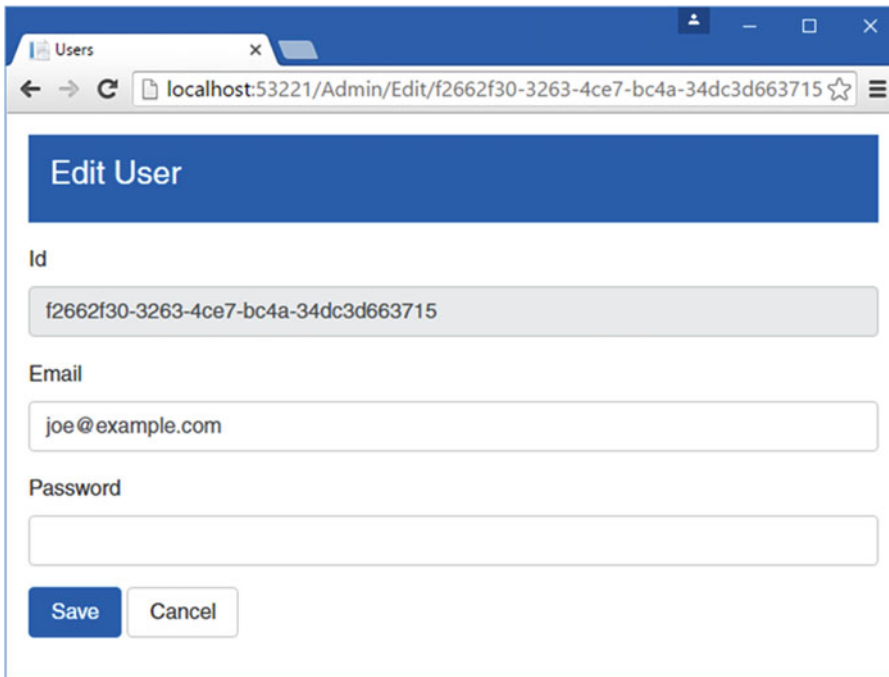 Users
localhost:53221/Admin/Edit/f2662f30-3263-4ce7-bc4a-34dc3d663715
Edit User
Id
f2662f30-3263-4ce7-bc4a-34dc3d663715
Email
joe@example.com
Password
Save Cancel